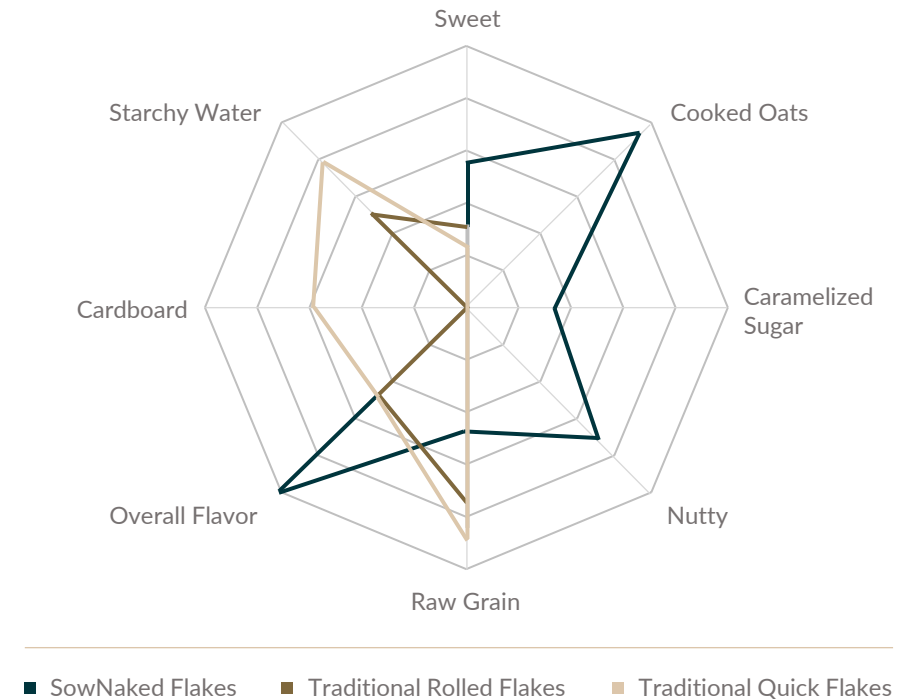 Sweet
Starchy Water
Cooked Oats
Cardboard
Caramelized
Sugar
Overall Flavor
Nutty
Raw Grain
SowNaked Flakes
Traditional Rolled Flakes
Traditional Quick Flakes